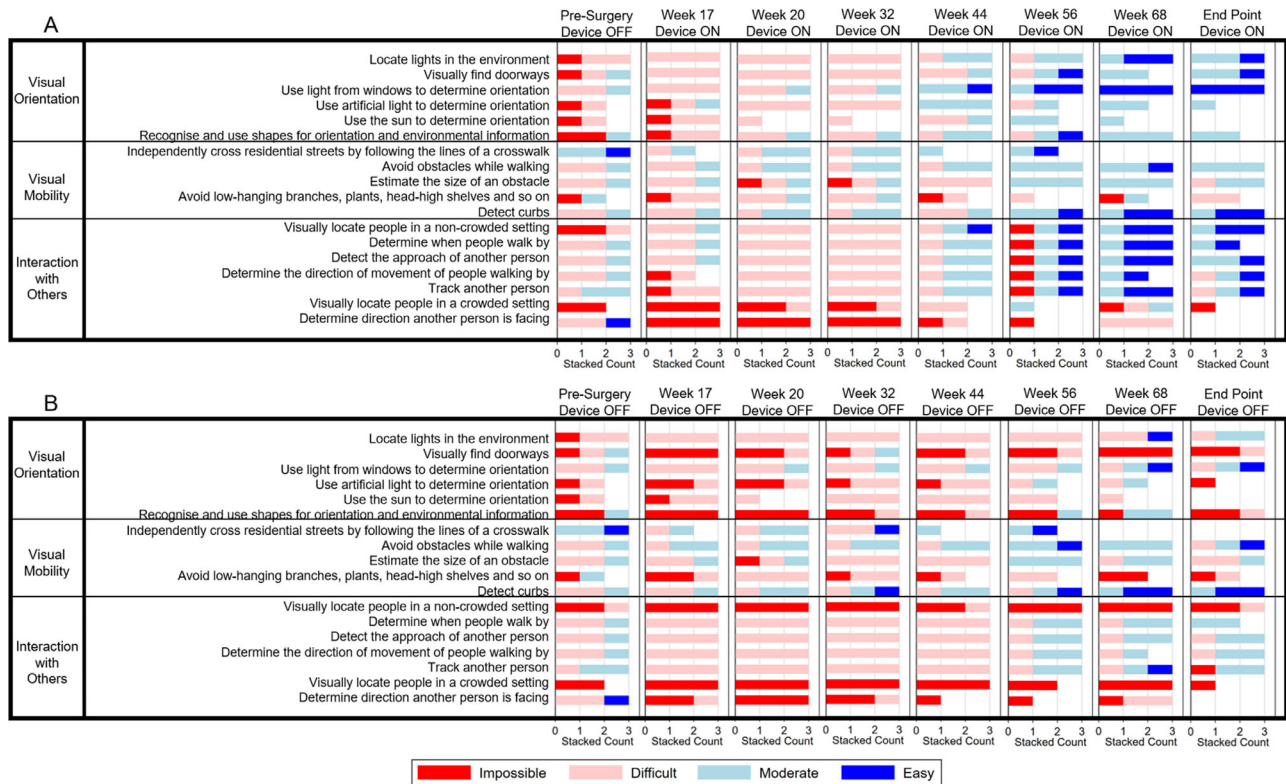 A
Pre-Surgery Week 17 Week 20 Week 32 Week 44 Week 56 Week 68 End Point
Device OFF Device ON Device ON Device ON Device ON Device ON Device ON Device ON
Visual Orientation
Locate lights in the environment
Visually find doorways
Use light from windows to determine orientation
Use artificial light to determine orientation
Use the sun to determine orientation
Recognise and use shapes for orientation and environmental information
Visual Mobility
Independently cross residential streets by following the lines of a crosswalk
Avoid obstacles while walking
Estimate the size of an obstacle
Avoid low-hanging branches, plants, head-high shelves and so on
Detect curbs
Interaction with Others
Visually locate people in a non-crowded setting
Determine when people walk by
Detect the approach of another person
Determine the direction of movement of people walking by
Track another person
Visually locate people in a crowded setting
Determine direction another person is facing
0 1 2 3 0 1 2 3 0 1 2 3 0 1 2 3 0 1 2 3 0 1 2 3 0 1 2 3 0 1 2 3
Stacked Count Stacked Count Stacked Count Stacked Count Stacked Count Stacked Count Stacked Count Stacked Count
B
Pre-Surgery Week 17 Week 20 Week 32 Week 44 Week 56 Week 68 End Point
Device OFF Device OFF Device OFF Device OFF Device OFF Device OFF Device OFF Device OFF
Visual Orientation
Locate lights in the environment
Visually find doorways
Use light from windows to determine orientation
Use artificial light to determine orientation
Use the sun to determine orientation
Recognise and use shapes for orientation and environmental information
Visual Mobility
Independently cross residential streets by following the lines of a crosswalk
Avoid obstacles while walking
Estimate the size of an obstacle
Avoid low-hanging branches, plants, head-high shelves and so on
Detect curbs
Interaction with Others
Visually locate people in a non-crowded setting
Determine when people walk by
Detect the approach of another person
Determine the direction of movement of people walking by
Track another person
Visually locate people in a crowded setting
Determine direction another person is facing
0 1 2 3 0 1 2 3 0 1 2 3 0 1 2 3 0 1 2 3 0 1 2 3 0 1 2 3 0 1 2 3
Stacked Count Stacked Count Stacked Count Stacked Count Stacked Count Stacked Count Stacked Count Stacked Count
Impossible Difficult Moderate Easy